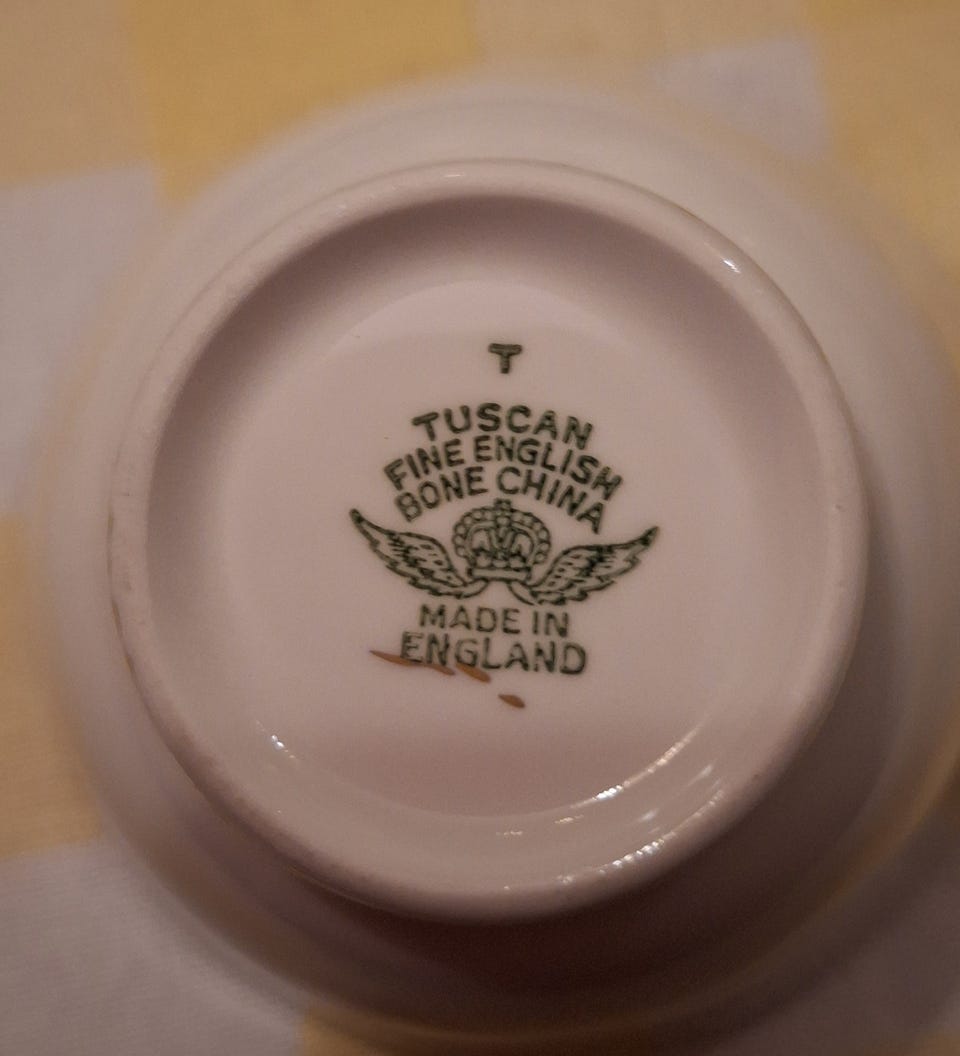 T
TUSCAN
FINE ENGLISH
BONE CHINA
MADE IN
ENGLAND